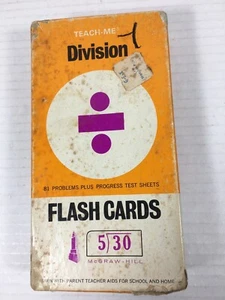 TEACH-ME
Division
÷
81 PROBLEMS PLUS PROGRESS TEST SHEETS
FLASH CARDS
5 30
McGRAW-HILL
WITH PARENT TEACHER AIDS FOR SCHOOL AND HOME